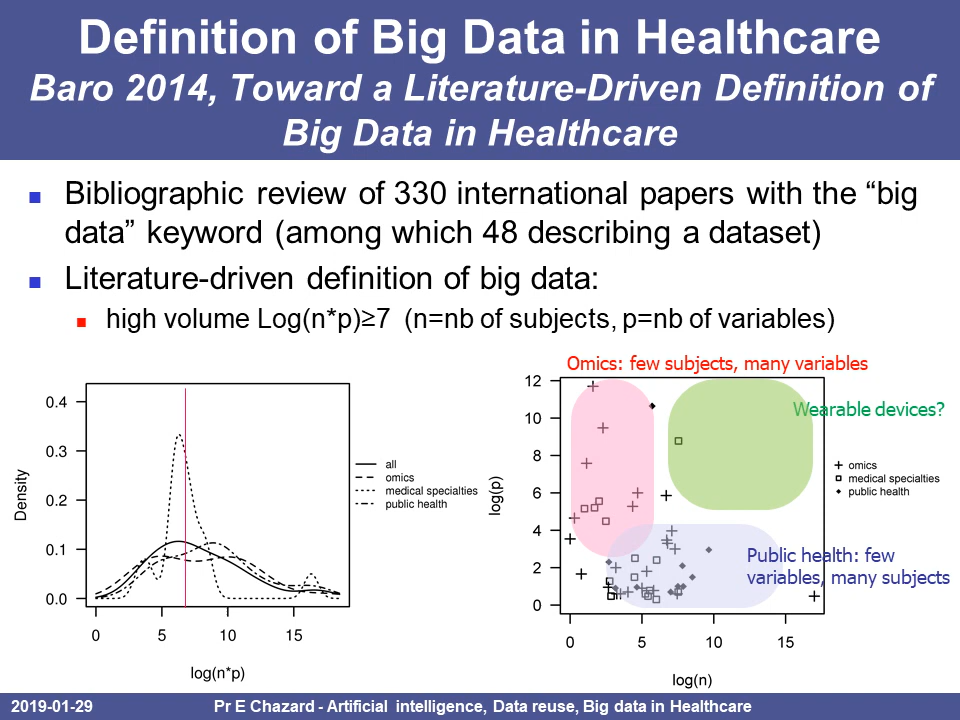 Definition of Big Data in Healthcare
Baro 2014, Toward a Literature-Driven Definition of
Big Data in Healthcare
Bibliographic review of 330 international papers with the “big
data” keyword (among which 48 describing a dataset)
Literature-driven definition of big data:
high volume Log(n*p)≥7 (n=nb of subjects, p=nb of variables)
0.4
0.3
0.2
0.1
0.0
Density
0 5 10 15
log(n*p)
all
omics
medical specialties
public health
Omics: few subjects, many variables
12
10
8
6
4
2
0
log(p)
Wearable devices?
omics
medical specialties
public health
Public health: few
variables, many subjects
0 5 10 15
log(n)
2019-01-29 Pr E Chazard - Artificial intelligence, Data reuse, Big data in Healthcare